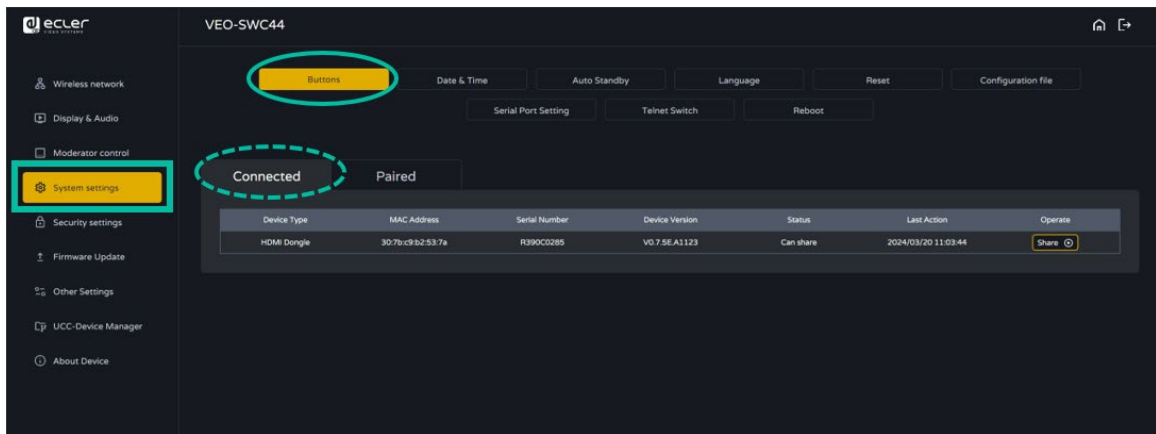 ecler
VEO-SWC44
Wireless network
Display & Audio
Moderator control
System settings
Security settings
Firmware Update
Other Settings
UCC-Device Manager
About Device
Buttons Date & Time Auto Standby Language Reset Configuration file
Serial Port Setting Telnet Switch Reboot
Connected Paired
Device Type MAC Address Serial Number Device Version Status Last Action Operate
HDMI Dongle 30:7b:c9:b2:53:7a R390C0285 V0.7.5E.A1123 Can share 2024/03/20 11:03:44 Share